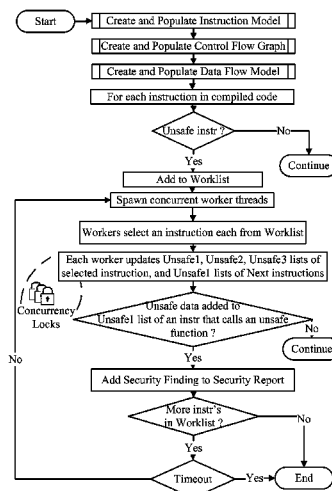 Start
Create and Populate Instruction Model
Create and Populate Control Flow Graph
Create and Populate Data Flow Model
For each instruction in compiled code
Unsafe instr ?
No
Yes
Continue
Add to Worklist
Spawn concurrent worker threads
Workers select an instruction each from Worklist
Each worker updates Unsafe1, Unsafe2, Unsafe3 lists of
selected instruction, and Unsafe1 lists of Next instructions
Concurrency
Locks
Unsafe data added to
Unsafe1 list of an instr that calls an unsafe
function ?
No
Continue
Yes
Add Security Finding to Security Report
No
More instr's
in Worklist ?
No
Yes
Timeout
Yes
End